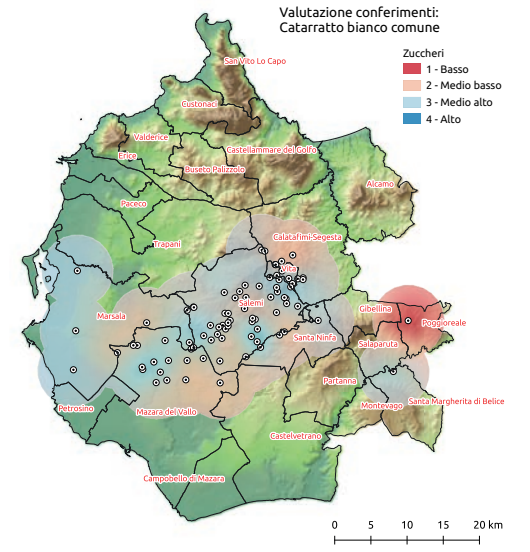 Valutazione conferimenti:
Catarratto bianco comune
Zuccheri
1 - Basso
2 - Medio basso
3 - Medio alto
4 - Alto
San Vito Lo Capo
Custonaci
Valderice
Erice
Castellammare del Golfo
Buseto Palizzolo
Alcamo
Paceco
Trapani
Calatafimi-Segesta
Vita
Salemi
Marsala
Gibellina
Poggioreale
Santa Ninfa
Salaparuta
Partanna
Petrosino
Mazara del Vallo
Montevago
Santa Margherita di Belice
Castelvetrano
Campobello di Mazara
0 5 10 15 20 km